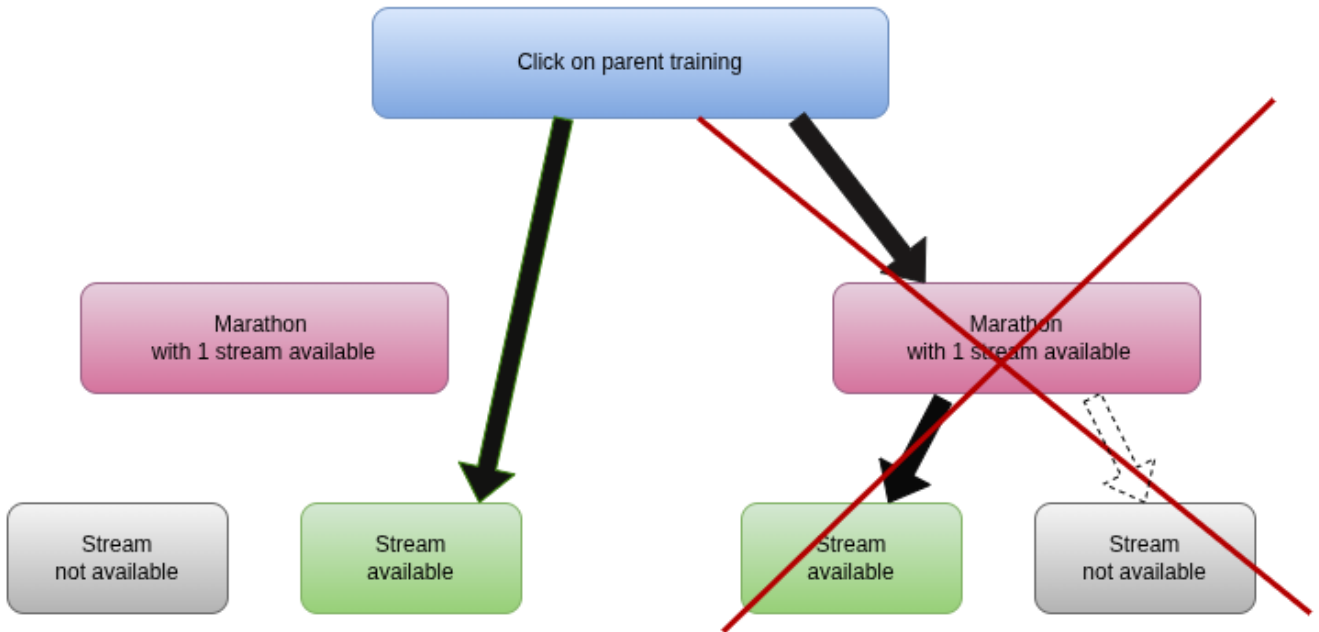 Click on parent training
Marathon
with 1 stream available
Marathon
with 1 stream available
Stream
not available
Stream
available
Stream
available
Stream
not available